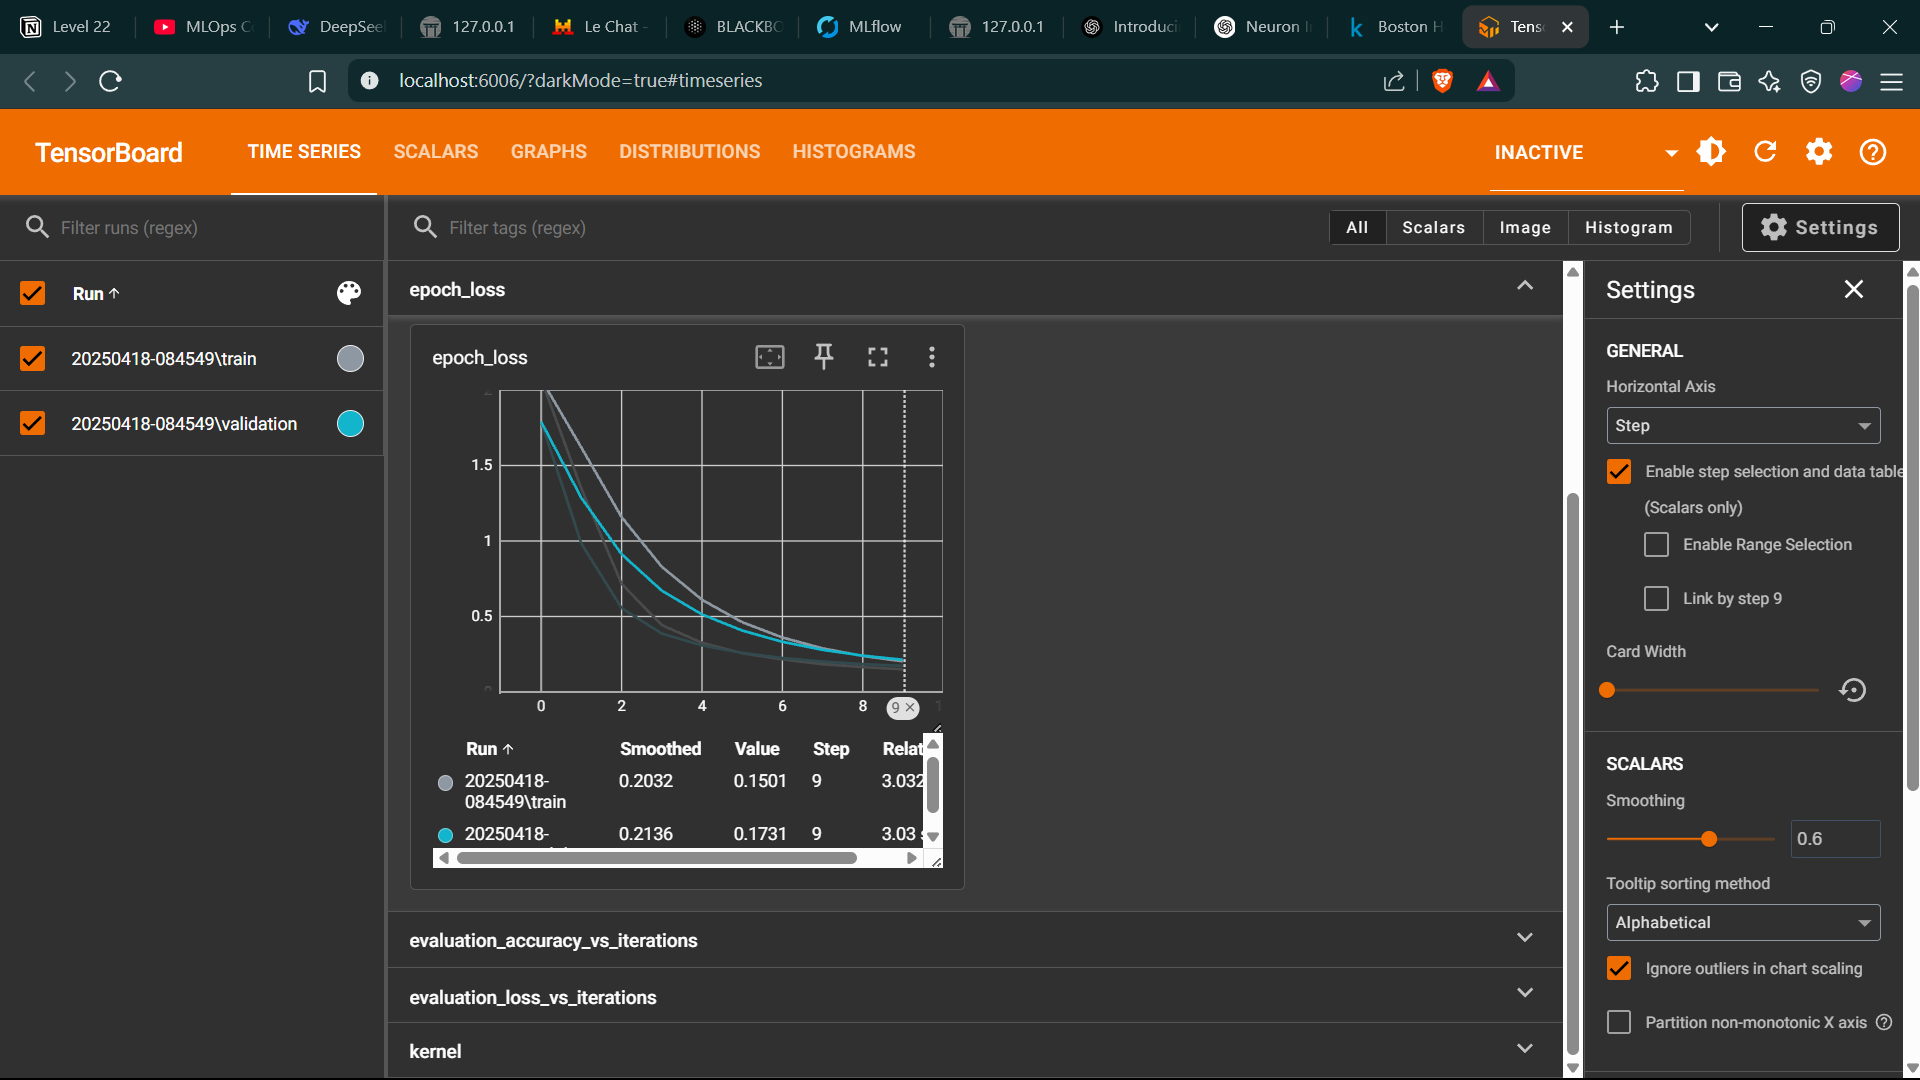 Level 22
MLOps C
DeepSee
127.0.0.1
Le Chat -
BLACKBO
MLflow
127.0.0.1
Introduci
Neuron I
Boston H
Tens
localhost:6006/?darkMode=true#timeseries
TensorBoard
TIME SERIES
SCALARS
GRAPHS
DISTRIBUTIONS
HISTOGRAMS
INACTIVE
Filter runs (regex)
Filter tags (regex)
All
Scalars
Image
Histogram
Settings
Run
20250418-084549\train
20250418-084549\validation
epoch_loss
epoch_loss
1.5
1
0.5
0
0 2 4 6 8 9
Run Smoothed Value Step Relat
20250418-084549\train 0.2032 0.1501 9 3.032
20250418- 0.2136 0.1731 9 3.03 s
evaluation_accuracy_vs_iterations
evaluation_loss_vs_iterations
kernel
Settings
GENERAL
Horizontal Axis
Step
Enable step selection and data table
(Scalars only)
Enable Range Selection
Link by step 9
Card Width
SCALARS
Smoothing
0.6
Tooltip sorting method
Alphabetical
Ignore outliers in chart scaling
Partition non-monotonic X axis